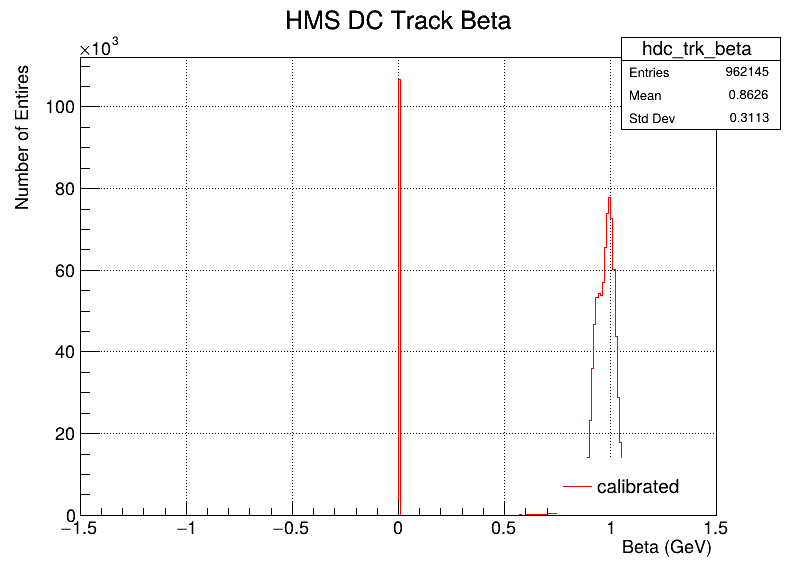 HMS DC Track Beta
×10³
hdc_trk_beta
Entries 962145
Mean 0.8626
Std Dev 0.3113
Number of Entires
100
80
60
40
20
0
calibrated
−1.5 −1 −0.5 0 0.5 1 1.5
Beta (GeV)